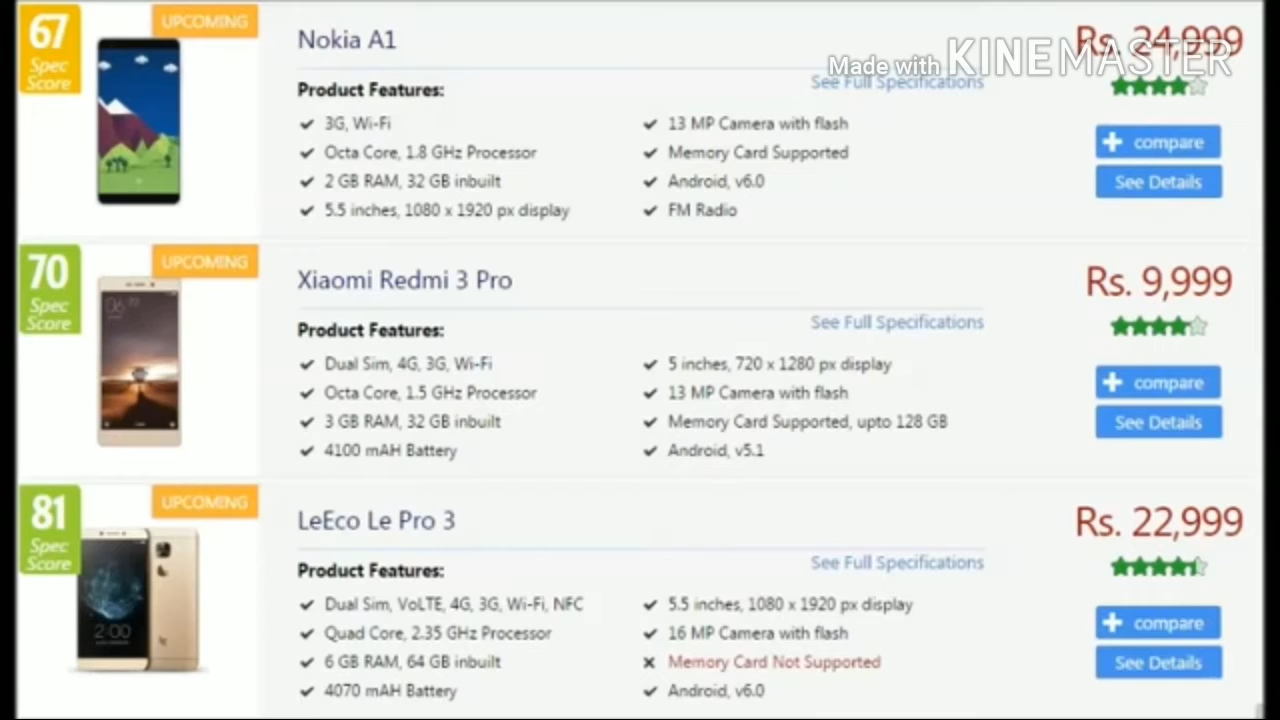 67
Spec
Score
UPCOMING
Nokia A1
Rs. 24,999
Made with KINEMASTER
See Full Specifications
Product Features:
3G, Wi-Fi
13 MP Camera with flash
Octa Core, 1.8 GHz Processor
Memory Card Supported
2 GB RAM, 32 GB inbuilt
Android, v6.0
5.5 inches, 1080 x 1920 px display
FM Radio
compare
See Details
70
Spec
Score
UPCOMING
Xiaomi Redmi 3 Pro
Rs. 9,999
See Full Specifications
Product Features:
Dual Sim, 4G, 3G, Wi-Fi
5 inches, 720 x 1280 px display
Octa Core, 1.5 GHz Processor
13 MP Camera with flash
3 GB RAM, 32 GB inbuilt
Memory Card Supported, upto 128 GB
4100 mAH Battery
Android, v5.1
compare
See Details
81
Spec
Score
UPCOMING
LeEco Le Pro 3
Rs. 22,999
See Full Specifications
Product Features:
Dual Sim, VoLTE, 4G, 3G, Wi-Fi, NFC
5.5 inches, 1080 x 1920 px display
Quad Core, 2.35 GHz Processor
16 MP Camera with flash
6 GB RAM, 64 GB inbuilt
Memory Card Not Supported
4070 mAH Battery
Android, v6.0
compare
See Details
2:00